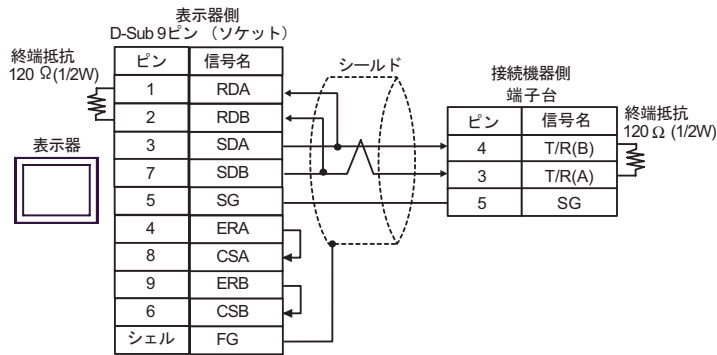 表示器側
D-Sub 9ピン （ソケット）
終端抵抗
120 Ω(1/2W)
ピン 信号名
1 RDA
2 RDB
3 SDA
7 SDB
5 SG
4 ERA
8 CSA
9 ERB
6 CSB
シェル FG
表示器
シールド
接続機器側
端子台
ピン 信号名
4 T/R(B)
3 T/R(A)
5 SG
終端抵抗
120 Ω (1/2W)